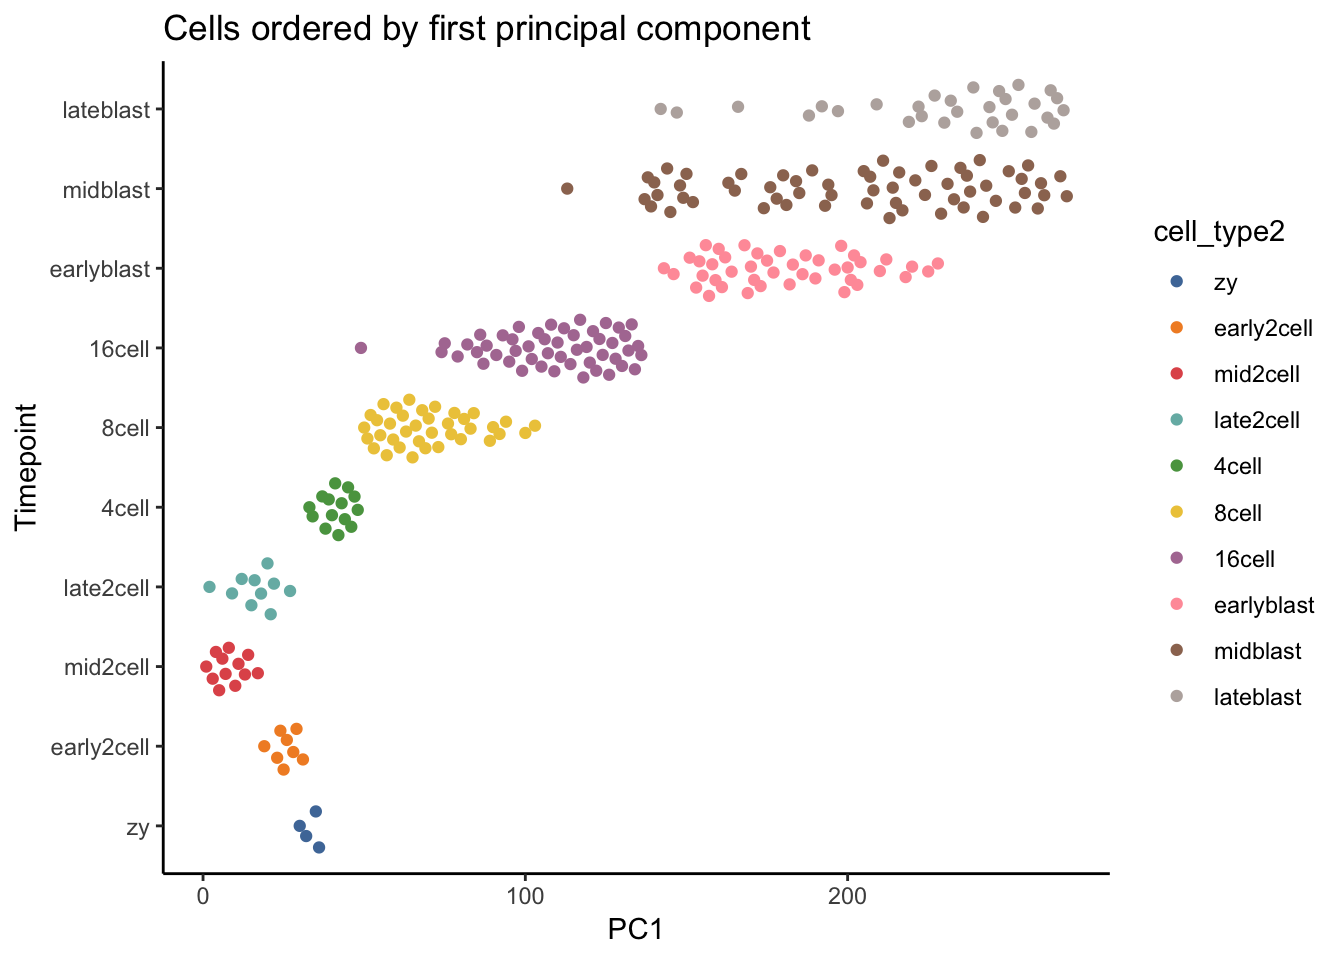 Cells ordered by first principal component
Timepoint
lateblast
midblast
earlyblast
16cell
8cell
4cell
late2cell
mid2cell
early2cell
zy
0 100 200
PC1
cell_type2
zy
early2cell
mid2cell
late2cell
4cell
8cell
16cell
earlyblast
midblast
lateblast